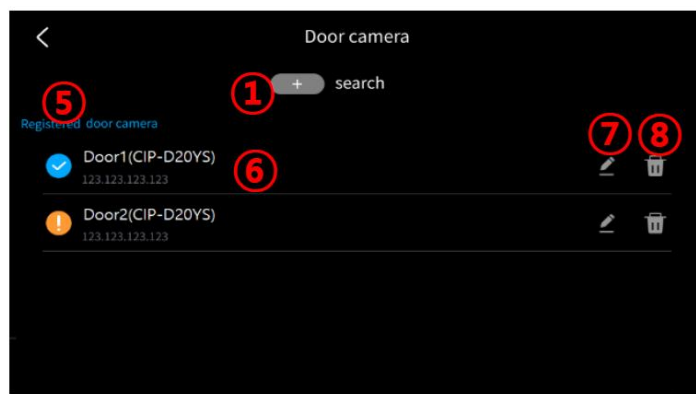 Door camera
① + search
⑤
Registered door camera
⑦ ⑧
Door1(CIP-D20YS)
⑥
123.123.123.123
Door2(CIP-D20YS)
123.123.123.123